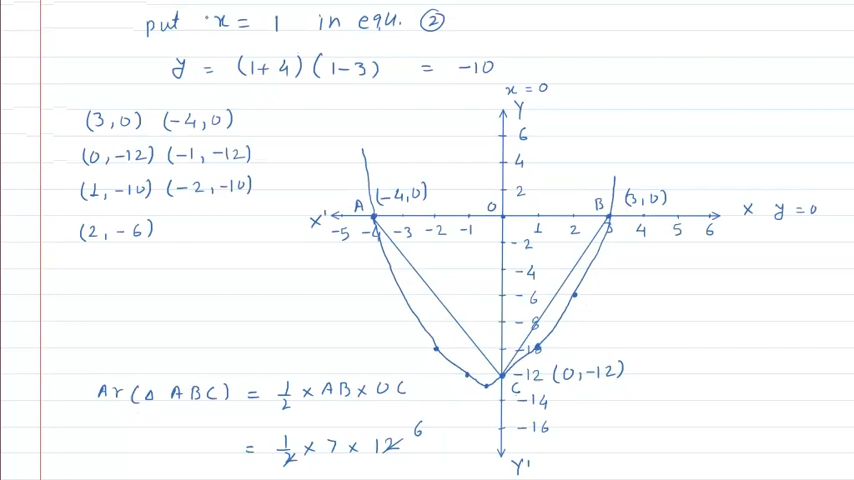 put x = 1 in equ. ②
y = (1+4) (1-3) = -10
x = 0
Y
(3,0) (-4,0)
(0,-12) (-1,-12)
(1,-10) (-2,-10)
(2,-6)
6
4
2
A (-4,0) O B (3,0)
X' X y = 0
-5 -4 -3 -2 -1 1 2 3 4 5 6
-2
-4
-6
-8
-10
-12 (0,-12)
C
-14
-16
Y'
Ar (△ ABC) = 1/2 × AB × OC
= 1/2 × 7 × 12 6